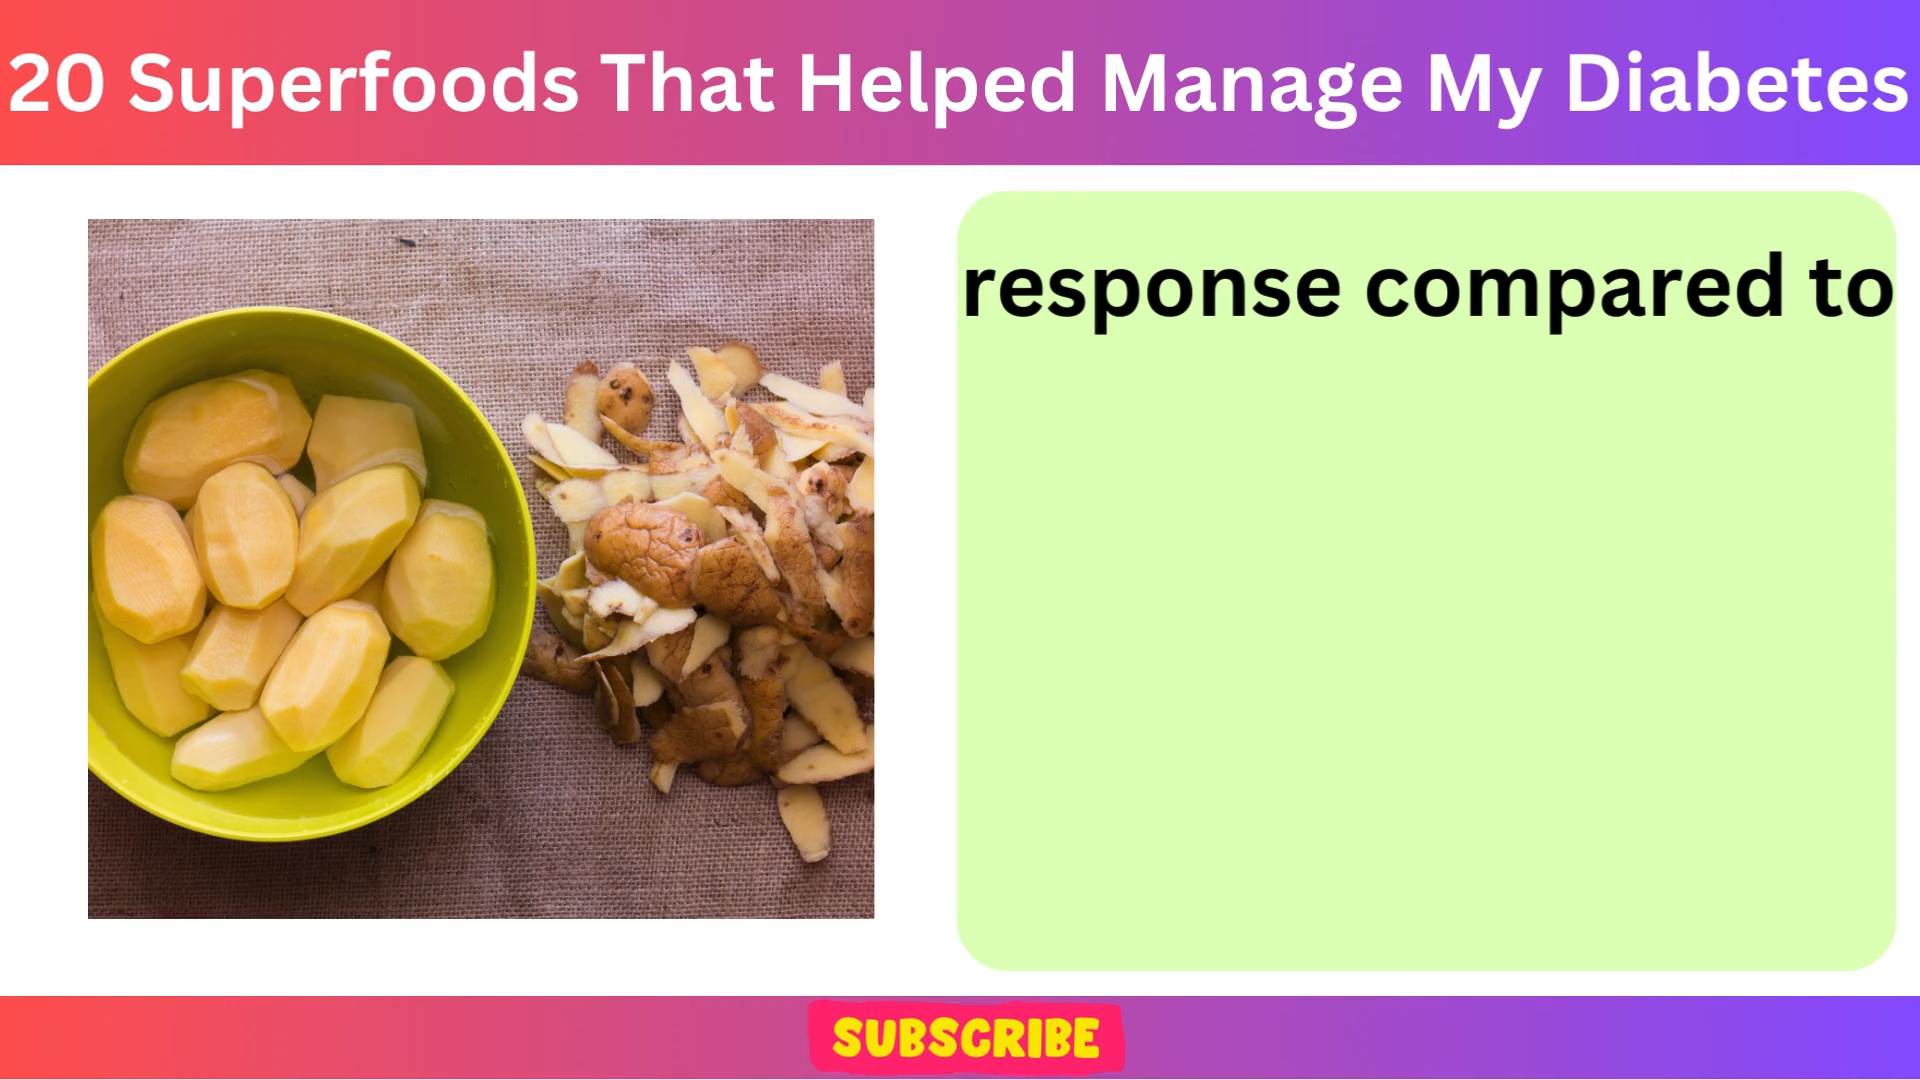 20 Superfoods That Helped Manage My Diabetes
response compared to
SUBSCRIBE